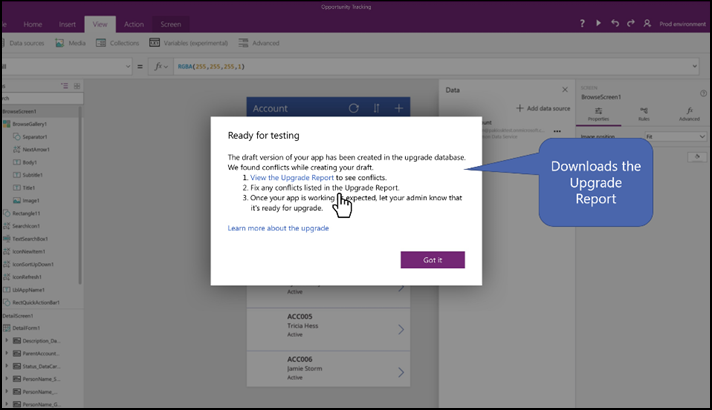 Opportunity Tracking
File Home Insert View Action Screen
? Prod environment
Data sources Media Collections Variables (experimental) Advanced
Fill = fx RGBA(255,255,255,1)
Data
SCREEN
BrowseScreen1
Add data source
Properties Rules Advanced
Image position Fit
BrowseScreen1
BrowseGallery1
Separator1
NextArrow1
Body1
Subtitle1
Title1
Image1
Rectangle11
SearchIcon1
TextSearchBox1
IconNewItem1
IconSortUpDown1
IconRefresh1
LblAppName1
RectQuickActionBar1
DetailScreen1
DetailForm1
Description_Da...
ParentAccount...
Status_DataCar...
PersonName_S...
PersonName_...
PersonName_G...
Account
Ready for testing
The draft version of your app has been created in the upgrade database.
We found conflicts while creating your draft.
1. View the Upgrade Report to see conflicts.
2. Fix any conflicts listed in the Upgrade Report.
3. Once your app is working expected, let your admin know that
it's ready for upgrade.
Learn more about the upgrade
Got it
Downloads the
Upgrade
Report
Active
ACC005
Tricia Hess
Active
ACC006
Jamie Storm
Active